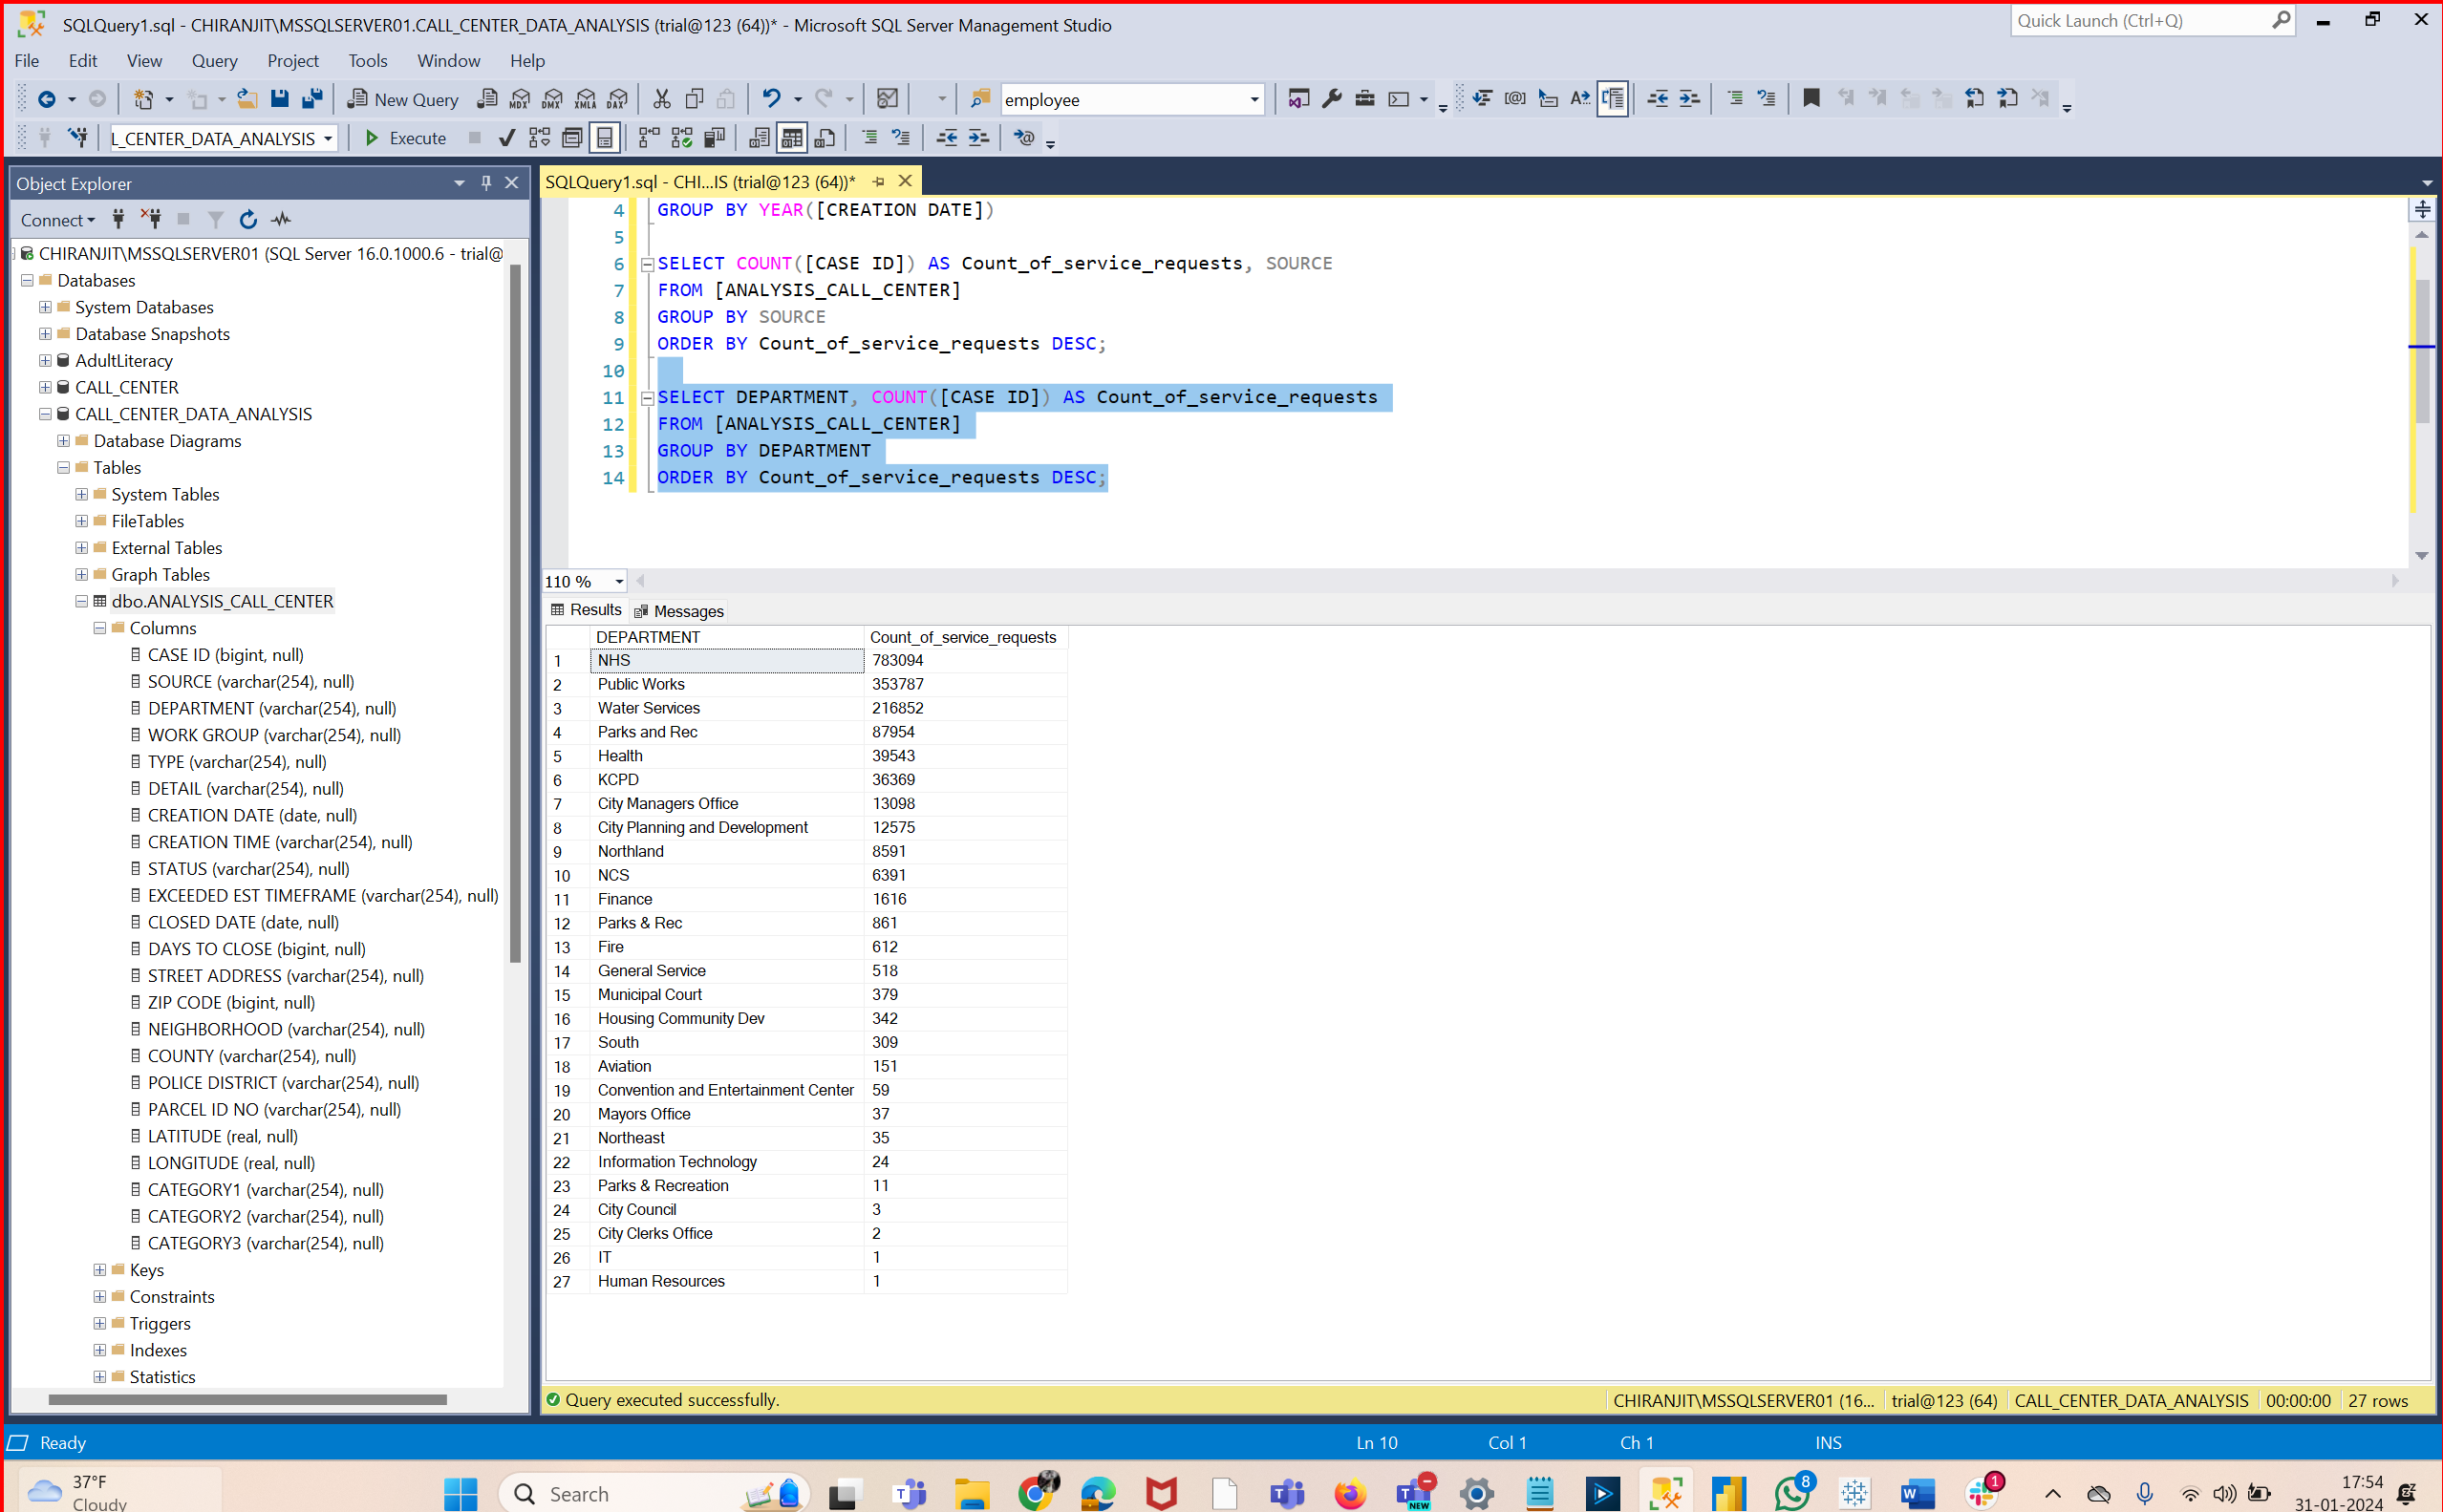 SQLQuery1.sql - CHIRANJIT\MSSQLSERVER01.CALL_CENTER_DATA_ANALYSIS (trial@123 (64))* - Microsoft SQL Server Management Studio
Quick Launch (Ctrl+Q)
File Edit View Query Project Tools Window Help
New Query MDX DMX XMLA DAX employee
L_CENTER_DATA_ANALYSIS Execute
Object Explorer
Connect
CHIRANJIT\MSSQLSERVER01 (SQL Server 16.0.1000.6 - trial@
Databases
System Databases
Database Snapshots
AdultLiteracy
CALL_CENTER
CALL_CENTER_DATA_ANALYSIS
Database Diagrams
Tables
System Tables
FileTables
External Tables
Graph Tables
dbo.ANALYSIS_CALL_CENTER
Columns
CASE ID (bigint, null)
SOURCE (varchar(254), null)
DEPARTMENT (varchar(254), null)
WORK GROUP (varchar(254), null)
TYPE (varchar(254), null)
DETAIL (varchar(254), null)
CREATION DATE (date, null)
CREATION TIME (varchar(254), null)
STATUS (varchar(254), null)
EXCEEDED EST TIMEFRAME (varchar(254), null)
CLOSED DATE (date, null)
DAYS TO CLOSE (bigint, null)
STREET ADDRESS (varchar(254), null)
ZIP CODE (bigint, null)
NEIGHBORHOOD (varchar(254), null)
COUNTY (varchar(254), null)
POLICE DISTRICT (varchar(254), null)
PARCEL ID NO (varchar(254), null)
LATITUDE (real, null)
LONGITUDE (real, null)
CATEGORY1 (varchar(254), null)
CATEGORY2 (varchar(254), null)
CATEGORY3 (varchar(254), null)
Keys
Constraints
Triggers
Indexes
Statistics
SQLQuery1.sql - CHI...IS (trial@123 (64))*
4 GROUP BY YEAR([CREATION DATE])
5
6 SELECT COUNT([CASE ID]) AS Count_of_service_requests, SOURCE
7 FROM [ANALYSIS_CALL_CENTER]
8 GROUP BY SOURCE
9 ORDER BY Count_of_service_requests DESC;
10
11 SELECT DEPARTMENT, COUNT([CASE ID]) AS Count_of_service_requests
12 FROM [ANALYSIS_CALL_CENTER]
13 GROUP BY DEPARTMENT
14 ORDER BY Count_of_service_requests DESC;
110 %
Results Messages
DEPARTMENT Count_of_service_requests
1 NHS 783094
2 Public Works 353787
3 Water Services 216852
4 Parks and Rec 87954
5 Health 39543
6 KCPD 36369
7 City Managers Office 13098
8 City Planning and Development 12575
9 Northland 8591
10 NCS 6391
11 Finance 1616
12 Parks & Rec 861
13 Fire 612
14 General Service 518
15 Municipal Court 379
16 Housing Community Dev 342
17 South 309
18 Aviation 151
19 Convention and Entertainment Center 59
20 Mayors Office 37
21 Northeast 35
22 Information Technology 24
23 Parks & Recreation 11
24 City Council 3
25 City Clerks Office 2
26 IT 1
27 Human Resources 1
Query executed successfully. CHIRANJIT\MSSQLSERVER01 (16... trial@123 (64) CALL_CENTER_DATA_ANALYSIS 00:00:00 27 rows
Ready Ln 10 Col 1 Ch 1 INS
37°F
Cloudy
Search
NEW
8
1
17:54
31-01-2024